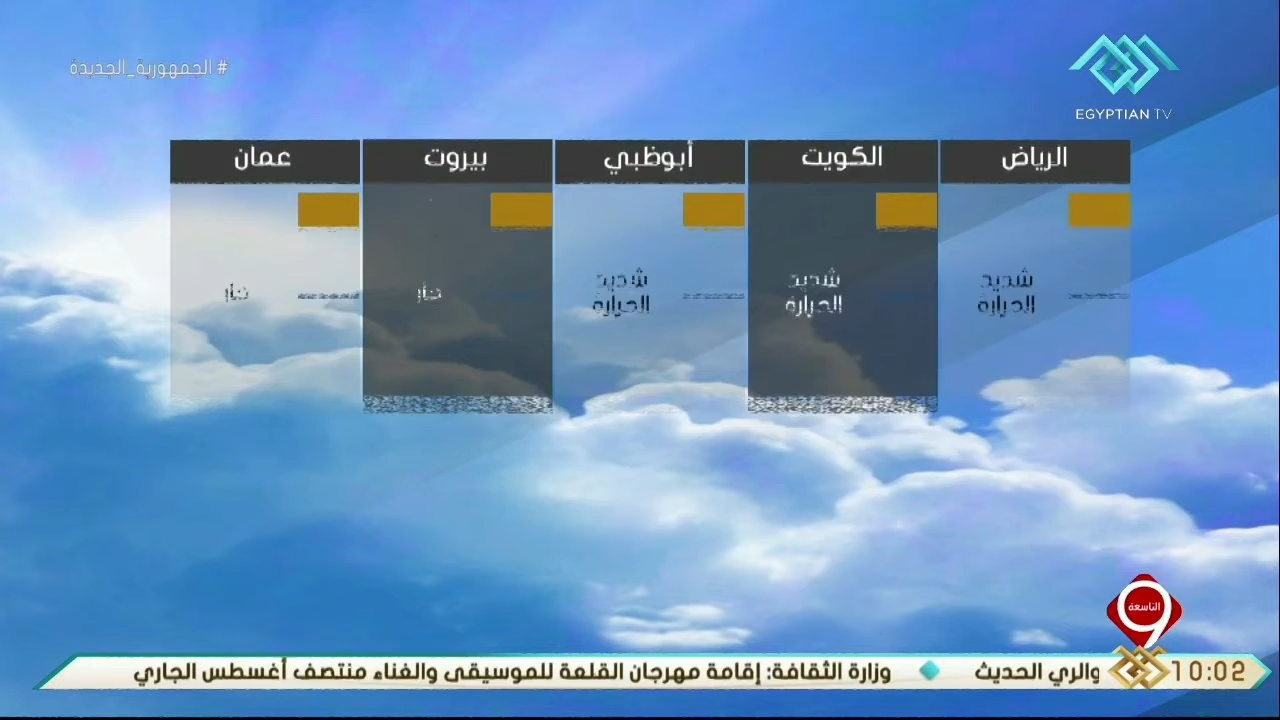 # الجمهورية_الجديدة
EGYPTIAN TV
الرياض
الكويت
أبوظبي
بيروت
عمان
شديد
الحرارة
شديد
الحرارة
شديد
الحرارة
حار
حار
التاسعة
9
10:02
والري الحديث
وزارة الثقافة: إقامة مهرجان القلعة للموسيقى والغناء منتصف أغسطس الجاري